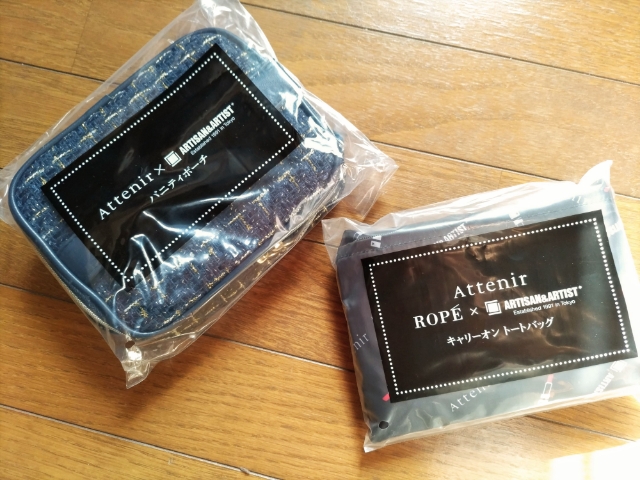 Attenir × ARTISAN&ARTIST®
Established 1991 in Tokyo
バニティポーチ
Attenir
ROPÉ × ARTISAN&ARTIST®
Established 1991 in Tokyo
キャリーオン トートバッグ
Attenir